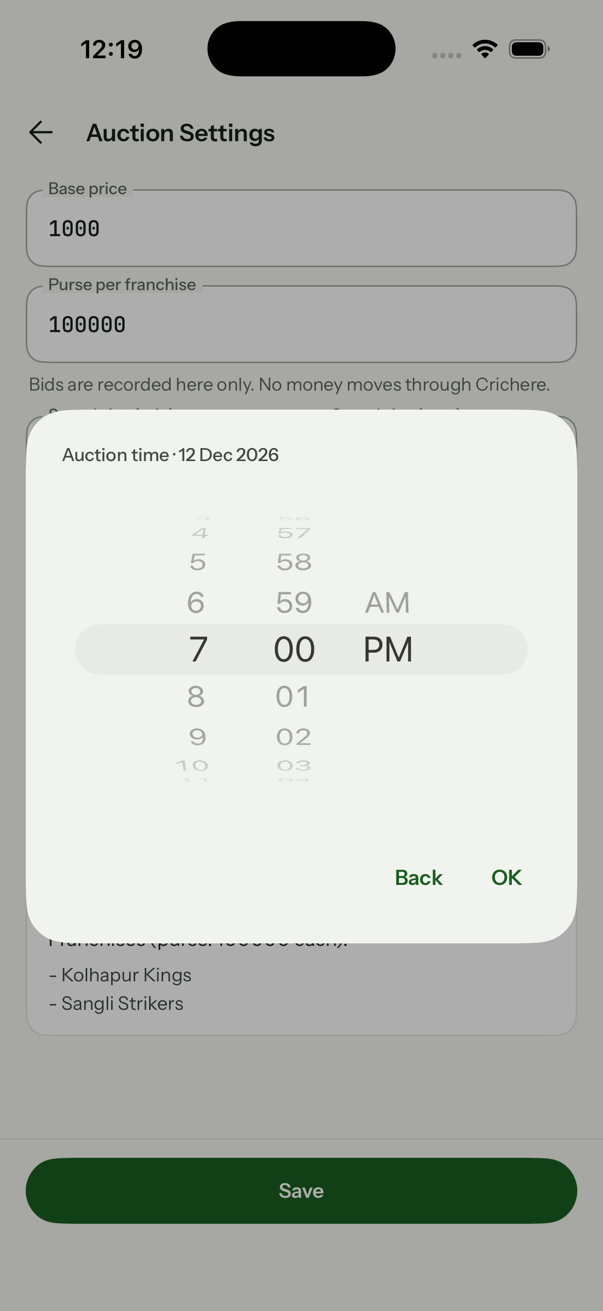 12:19
Auction Settings
Base price
1000
Purse per franchise
100000
Bids are recorded here only. No money moves through Crichere.
Auction time · 12 Dec 2026
4 57
5 58
6 59 AM
7 00 PM
8 01
9 02
10 03
Back OK
- Kolhapur Kings
- Sangli Strikers
Save